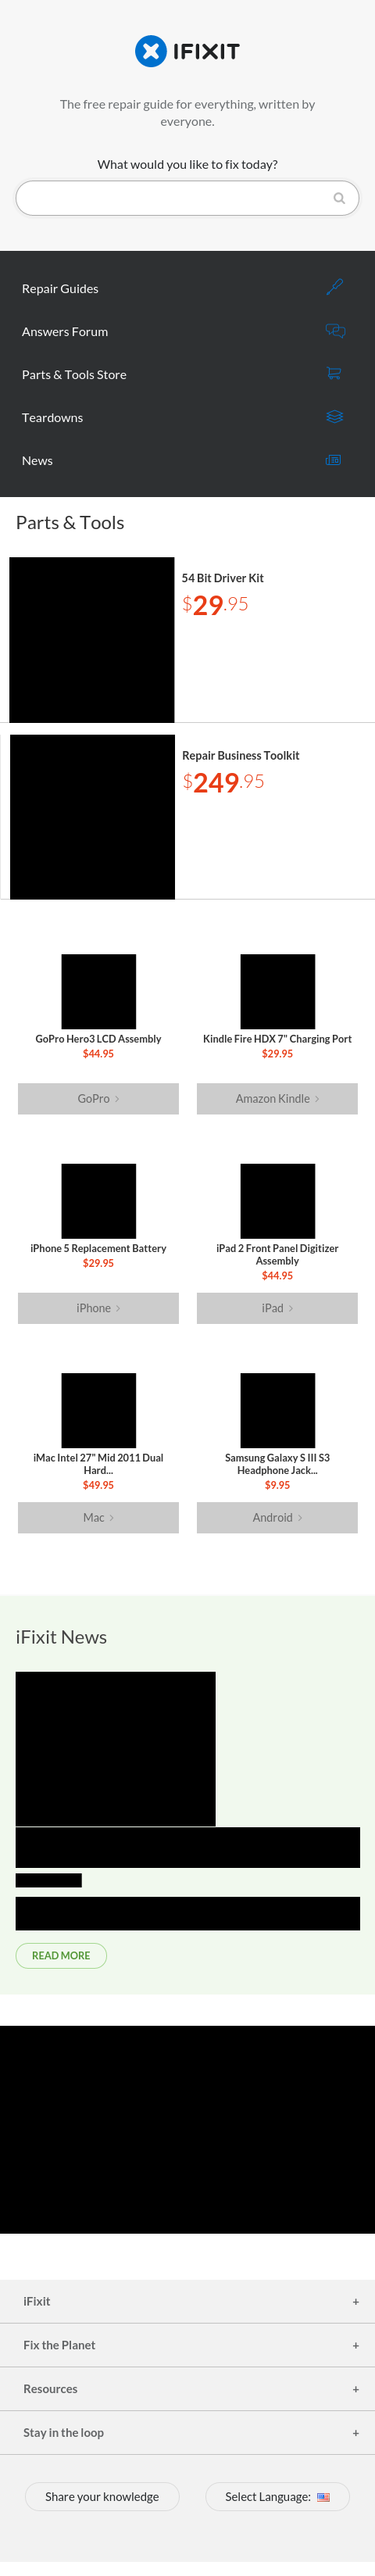 IFIXIT
The free repair guide for everything, written by
everyone.
What would you like to fix today?
Repair Guides
Answers Forum
Parts & Tools Store
Teardowns
News
Parts & Tools
54 Bit Driver Kit
$29.95
Repair Business Toolkit
$249.95
GoPro Hero3 LCD Assembly
$44.95
GoPro >
Kindle Fire HDX 7" Charging Port
$29.95
Amazon Kindle >
iPhone 5 Replacement Battery
$29.95
iPhone >
iPad 2 Front Panel Digitizer
Assembly
$44.95
iPad >
iMac Intel 27" Mid 2011 Dual
Hard...
$49.95
Mac >
Samsung Galaxy S III S3
Headphone Jack...
$9.95
Android >
iFixit News
READ MORE
iFixit +
Fix the Planet +
Resources +
Stay in the loop +
Share your knowledge
Select Language: